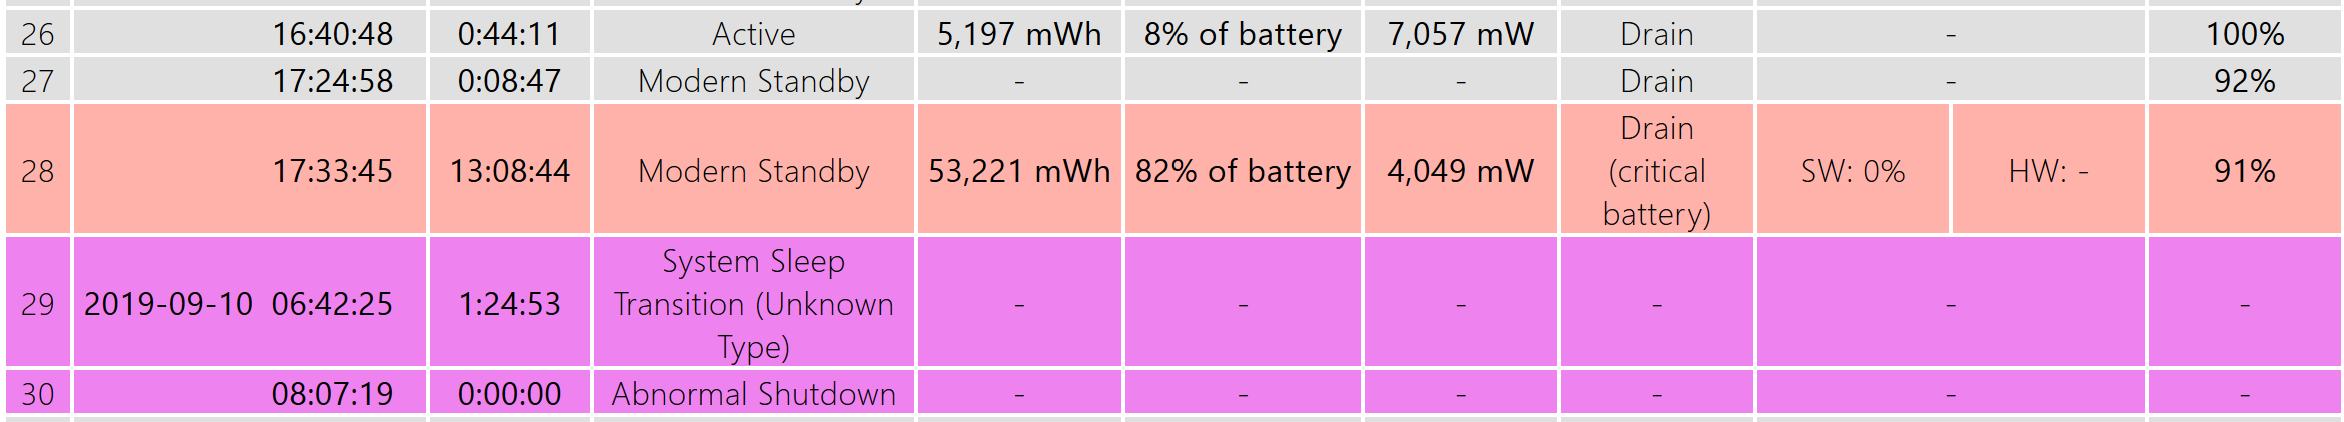 26 16:40:48 0:44:11 Active 5,197 mWh 8% of battery 7,057 mW Drain - 100%
27 17:24:58 0:08:47 Modern Standby - - - Drain - 92%
28 17:33:45 13:08:44 Modern Standby 53,221 mWh 82% of battery 4,049 mW Drain (critical battery) SW: 0% HW: - 91%
29 2019-09-10 06:42:25 1:24:53 System Sleep Transition (Unknown Type) - - - - - -
30 08:07:19 0:00:00 Abnormal Shutdown - - - - - -